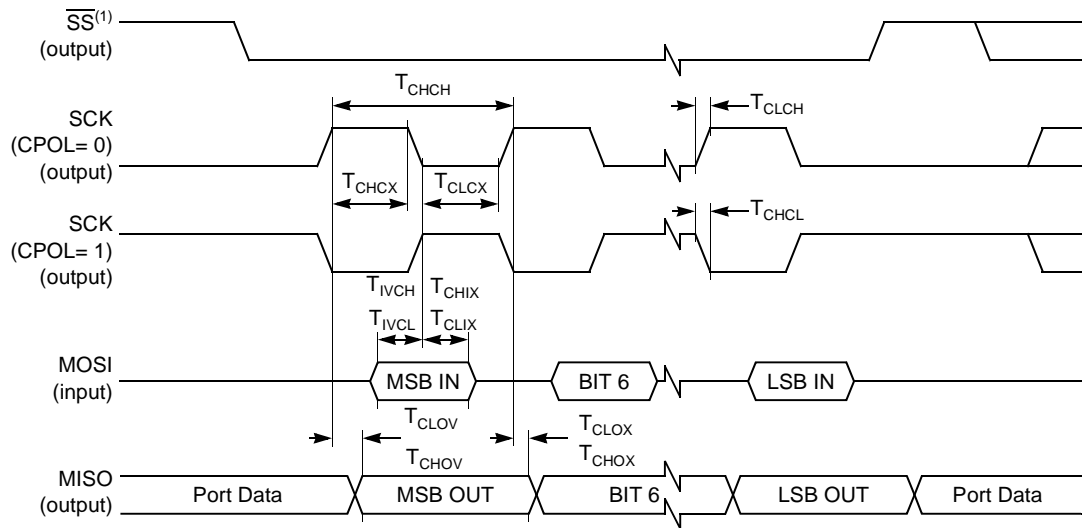 SS(1)
(output)
TCHCH
TCLCH
SCK
(CPOL= 0)
(output)
TCHCX
TCLCX
TCHCL
SCK
(CPOL= 1)
(output)
TIVCH
TCHIX
TIVCL
TCLIX
MOSI
(input)
MSB IN
BIT 6
LSB IN
TCLOV
TCLOX
TCHOV
TCHOX
MISO
(output)
Port Data
MSB OUT
BIT 6
LSB OUT
Port Data